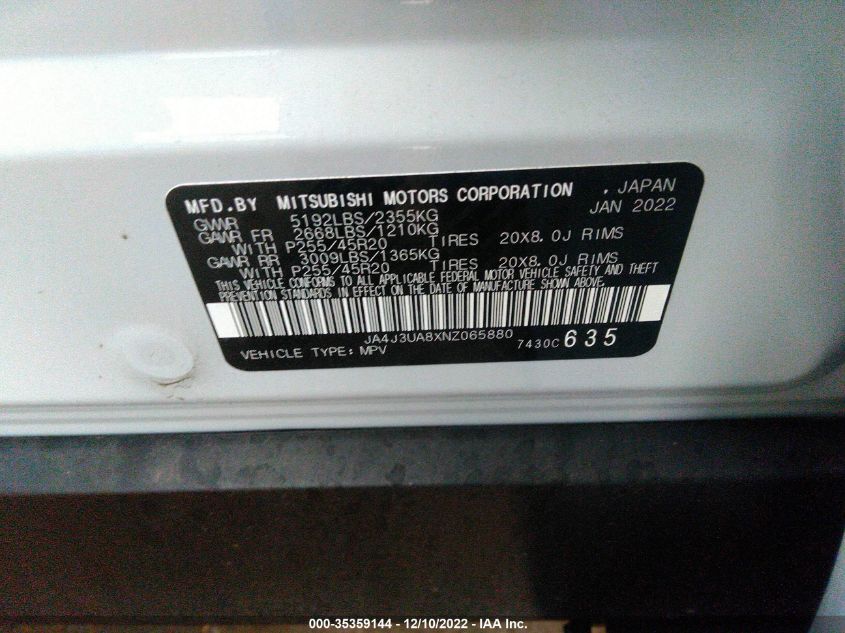 MFD.BY MITSUBISHI MOTORS CORPORATION , JAPAN
JAN 2022
GVWR 5192LBS/2355KG
GAWR FR 2668LBS/1210KG
WITH P255/45R20 TIRES 20X8.0J RIMS
GAWR RR 3009LBS/1365KG
WITH P255/45R20 TIRES 20X8.0J RIMS
THIS VEHICLE CONFORMS TO ALL APPLICABLE FEDERAL MOTOR VEHICLE SAFETY AND THEFT
PREVENTION STANDARDS IN EFFECT ON THE DATE OF MANUFACTURE SHOWN ABOVE.
JA4J3UA8XNZ065880
VEHICLE TYPE: MPV 7430C 635
000-35359144 - 12/10/2022 - IAA Inc.